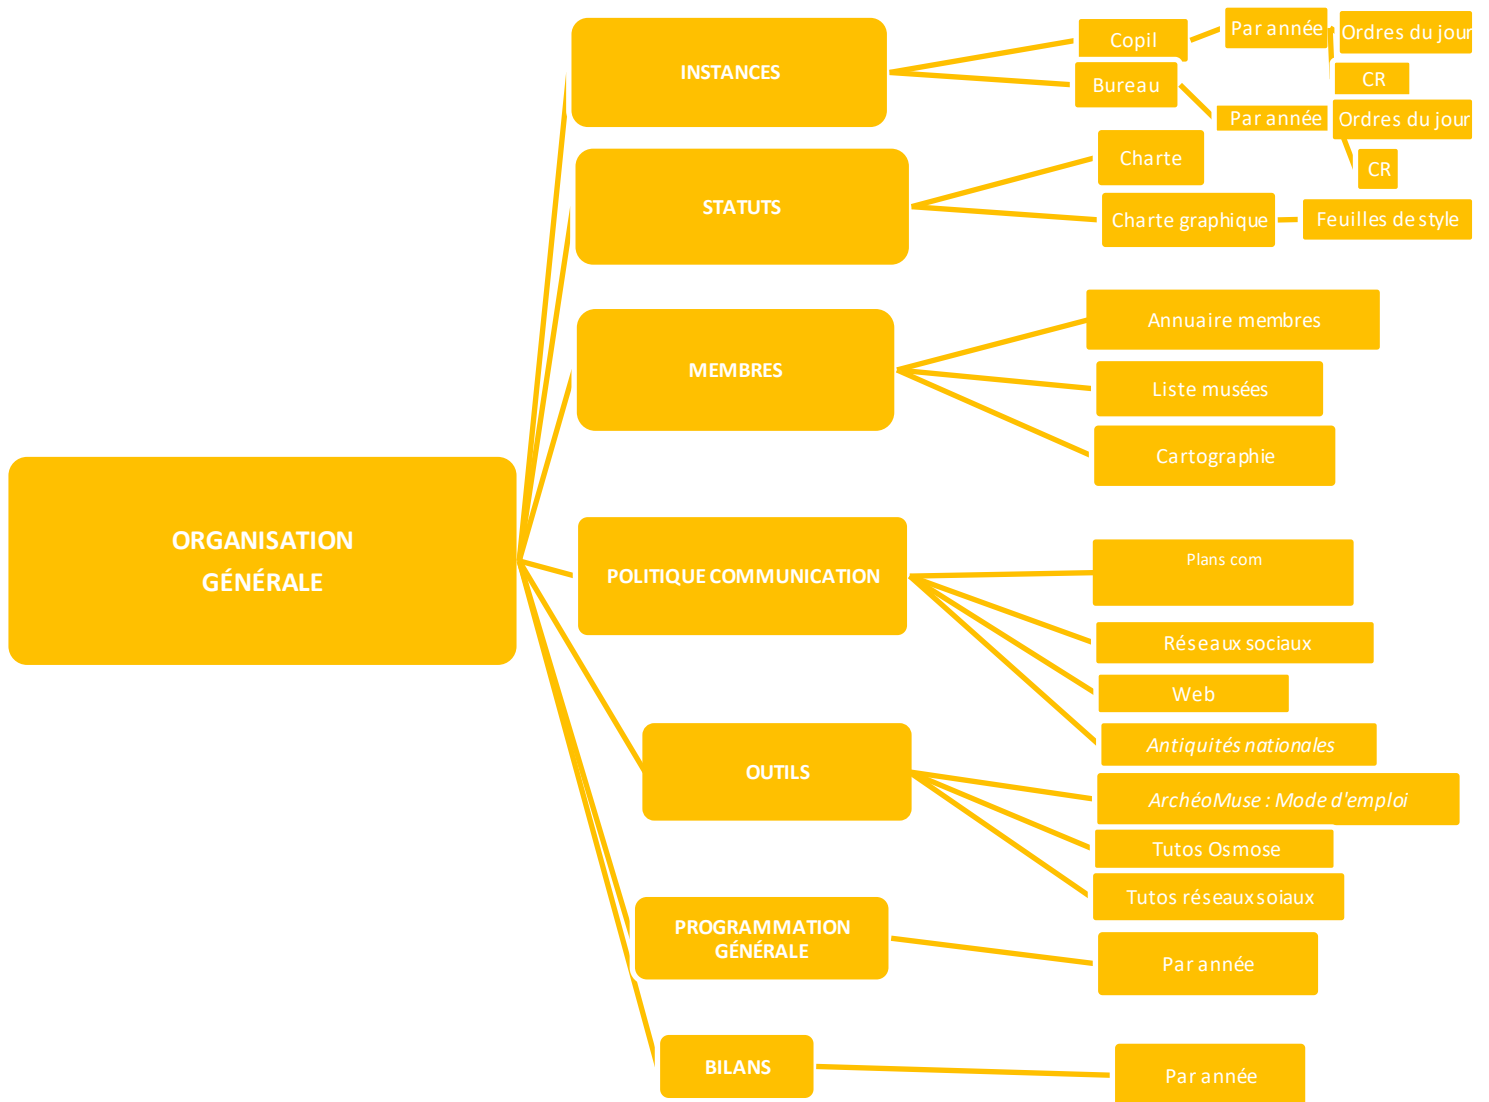 ORGANISATION
GÉNÉRALE
INSTANCES
Copil
Par année
Ordres du jour
CR
Bureau
Par année
Ordres du jour
CR
STATUTS
Charte
Charte graphique
Feuilles de style
MEMBRES
Annuaire membres
Liste musées
Cartographie
POLITIQUE COMMUNICATION
Plans com
Réseaux sociaux
Web
Antiquités nationales
OUTILS
ArchéoMuse : Mode d'emploi
Tutos Osmose
Tutos réseaux soiaux
PROGRAMMATION
GÉNÉRALE
Par année
BILANS
Par année